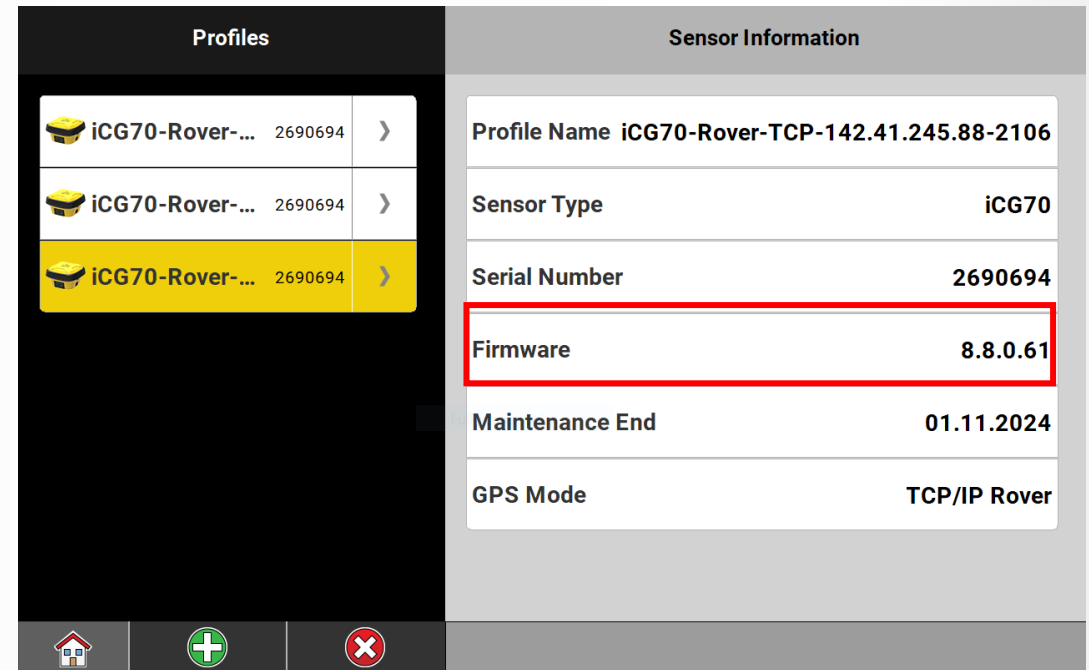 Profiles
Sensor Information
iCG70-Rover-... 2690694
iCG70-Rover-... 2690694
iCG70-Rover-... 2690694
Profile Name iCG70-Rover-TCP-142.41.245.88-2106
Sensor Type iCG70
Serial Number 2690694
Firmware 8.8.0.61
Maintenance End 01.11.2024
GPS Mode TCP/IP Rover